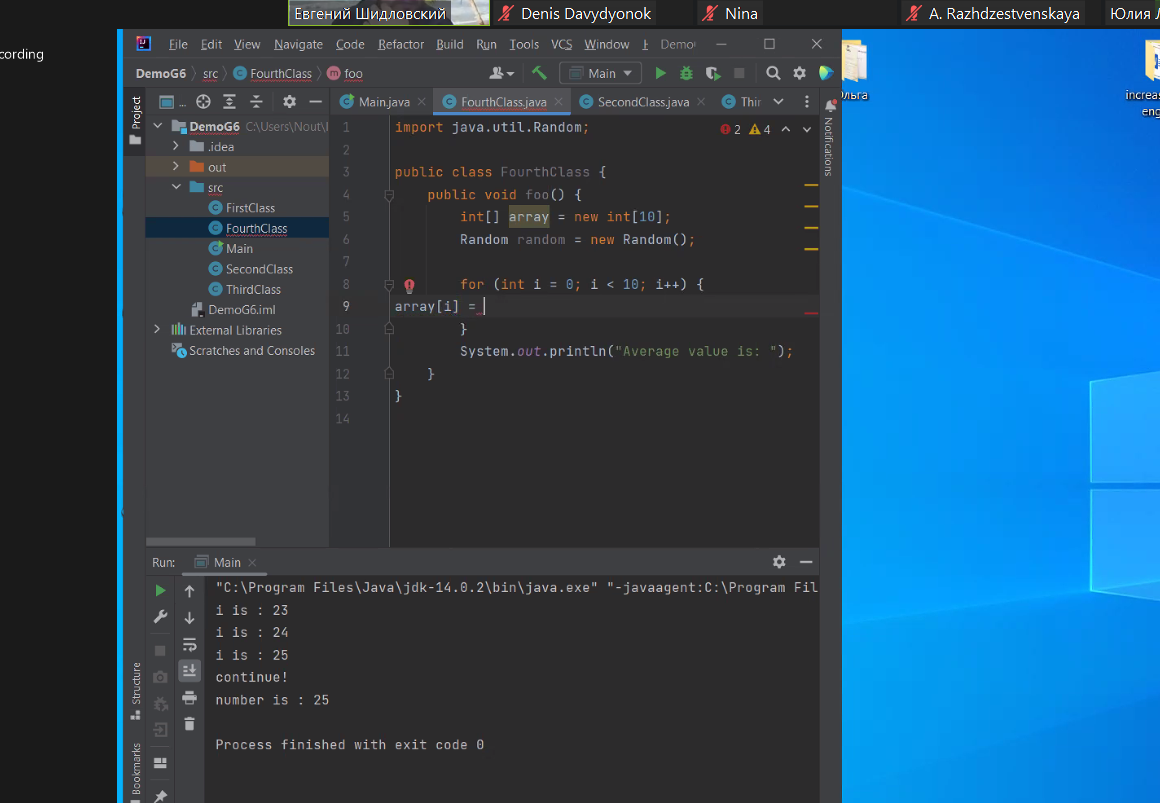 Евгений Шидловский
Denis Davydyonok
Nina
A. Razhdzestvenskaya
Юлия Л
cording
File Edit View Navigate Code Refactor Build Run Tools VCS Window Demo
DemoG6 src FourthClass foo
Main
Project
Main.java
FourthClass.java
SecondClass.java
Thir
DemoG6 C:\Users\Nout\I
.idea
out
src
FirstClass
FourthClass
Main
SecondClass
ThirdClass
DemoG6.iml
External Libraries
Scratches and Consoles
2 4
Notifications
1 import java.util.Random;
2
3 public class FourthClass {
4 public void foo() {
5 int[] array = new int[10];
6 Random random = new Random();
7
8 for (int i = 0; i < 10; i++) {
9 array[i] =
10 }
11 System.out.println("Average value is: ");
12 }
13 }
14
Run: Main
"C:\Program Files\Java\jdk-14.0.2\bin\java.exe" "-javaagent:C:\Program Fil
i is : 23
i is : 24
i is : 25
continue!
number is : 25
Process finished with exit code 0
Structure
Bookmarks
Ольга
increas
eng